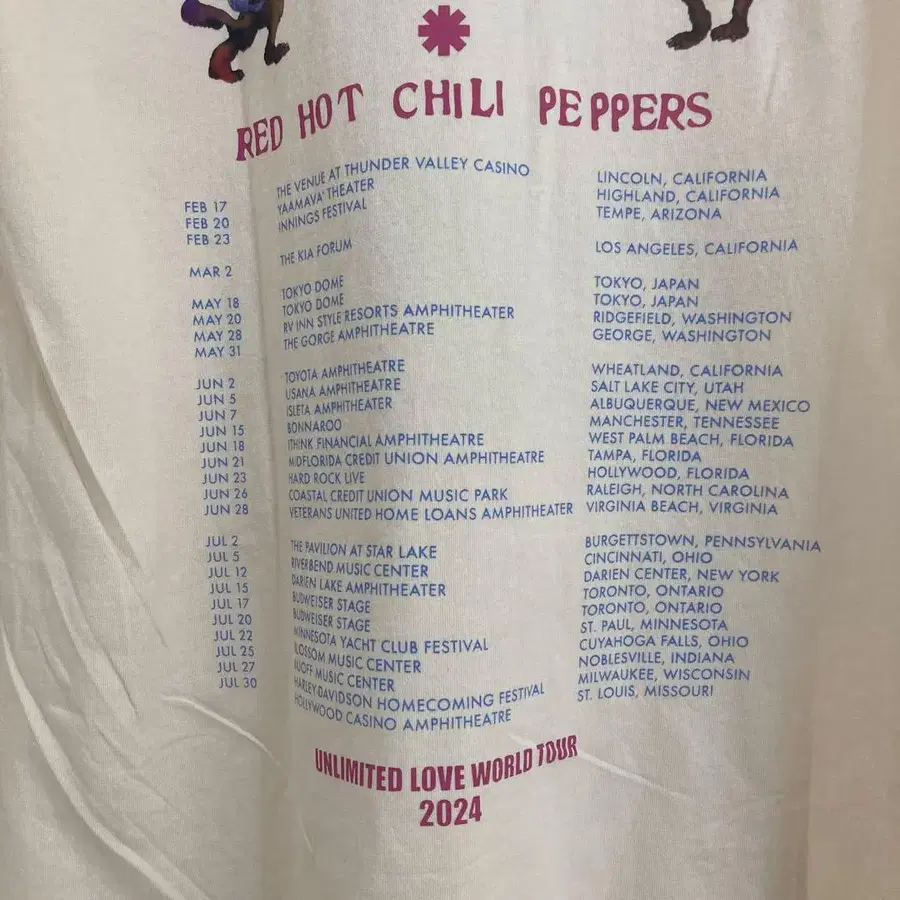 RED HOT CHILI PEPPERS
FEB 17 THE VENUE AT THUNDER VALLEY CASINO LINCOLN, CALIFORNIA
FEB 20 YAAMAVA' THEATER HIGHLAND, CALIFORNIA
FEB 23 INNINGS FESTIVAL TEMPE, ARIZONA
MAR 2 THE KIA FORUM LOS ANGELES, CALIFORNIA
MAY 18 TOKYO DOME TOKYO, JAPAN
MAY 20 TOKYO DOME TOKYO, JAPAN
MAY 28 RV INN STYLE RESORTS AMPHITHEATER RIDGEFIELD, WASHINGTON
MAY 31 THE GORGE AMPHITHEATRE GEORGE, WASHINGTON
JUN 2 TOYOTA AMPHITHEATRE WHEATLAND, CALIFORNIA
JUN 5 USANA AMPHITHEATRE SALT LAKE CITY, UTAH
JUN 7 ISLETA AMPHITHEATER ALBUQUERQUE, NEW MEXICO
JUN 15 BONNAROO MANCHESTER, TENNESSEE
JUN 18 ITHINK FINANCIAL AMPHITHEATRE WEST PALM BEACH, FLORIDA
JUN 21 MIDFLORIDA CREDIT UNION AMPHITHEATRE TAMPA, FLORIDA
JUN 23 HARD ROCK LIVE HOLLYWOOD, FLORIDA
JUN 26 COASTAL CREDIT UNION MUSIC PARK RALEIGH, NORTH CAROLINA
JUN 28 VETERANS UNITED HOME LOANS AMPHITHEATER VIRGINIA BEACH, VIRGINIA
JUL 2 THE PAVILION AT STAR LAKE BURGETTSTOWN, PENNSYLVANIA
JUL 5 RIVERBEND MUSIC CENTER CINCINNATI, OHIO
JUL 12 DARIEN LAKE AMPHITHEATER DARIEN CENTER, NEW YORK
JUL 15 BUDWEISER STAGE TORONTO, ONTARIO
JUL 17 BUDWEISER STAGE TORONTO, ONTARIO
JUL 20 MINNESOTA YACHT CLUB FESTIVAL ST. PAUL, MINNESOTA
JUL 22 BLOSSOM MUSIC CENTER CUYAHOGA FALLS, OHIO
JUL 25 RUOFF MUSIC CENTER NOBLESVILLE, INDIANA
JUL 27 HARLEY-DAVIDSON HOMECOMING FESTIVAL MILWAUKEE, WISCONSIN
JUL 30 HOLLYWOOD CASINO AMPHITHEATRE ST. LOUIS, MISSOURI
UNLIMITED LOVE WORLD TOUR
2024